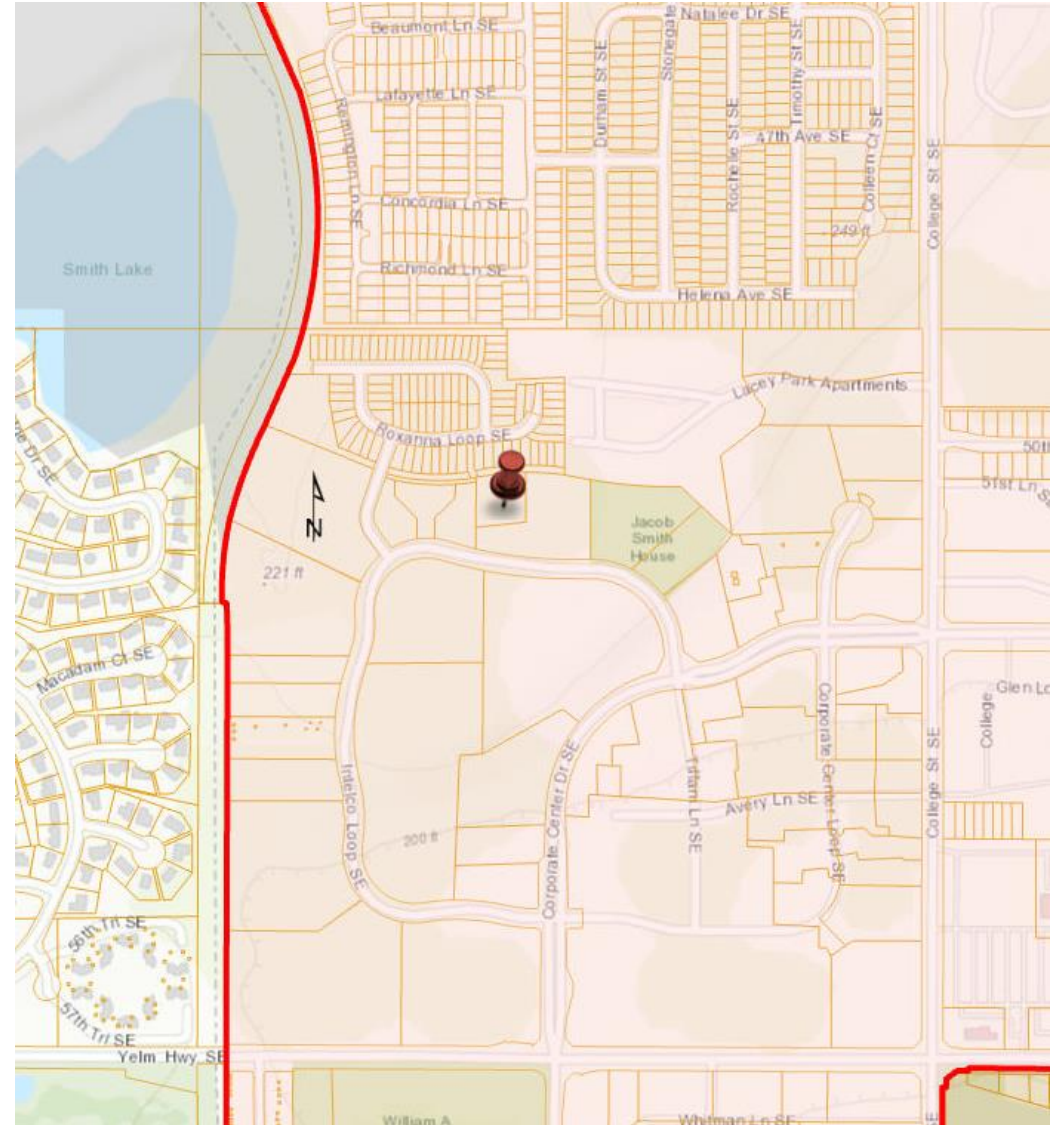 Beaumont Ln SE
Natalee Dr SE
Stonegate
Durham St SE
Timothy St SE
Lafayette Ln SE
Remington Ln SE
Rochelle St SE
47th Ave SE
Colleen Ct SE
College St SE
Concordia Ln SE
249 ft
Smith Lake
Richmond Ln SE
Helena Ave SE
Lacey Park Apartments
Roxanna Loop SE
50th
51st Ln S
Dr SE
N
Jacob
Smith
House
221 ft
Macadam Ct SE
Glen Lo
College
Corporate Center Loop SE
College St SE
Intelco Loop SE
Corporate Center Dr SE
Avery Ln SE
200 ft
56th Trl SE
57th Trl SE
Yelm Hwy SE
William A
Whitman Ln SE
SE